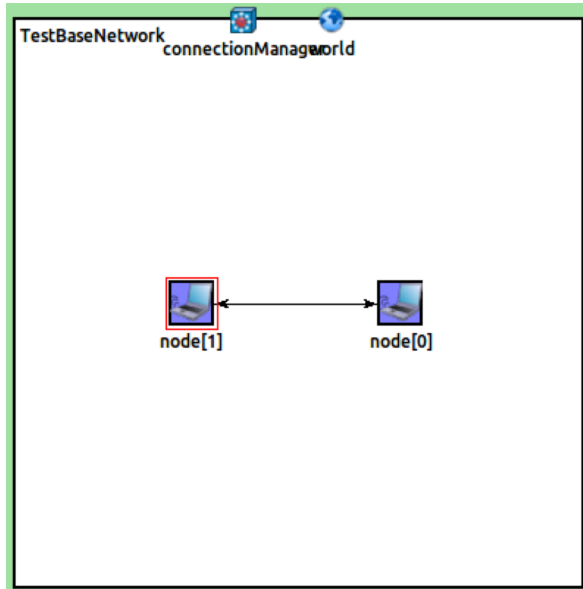 TestBaseNetwork
connectionManager
world
node[1]
node[0]